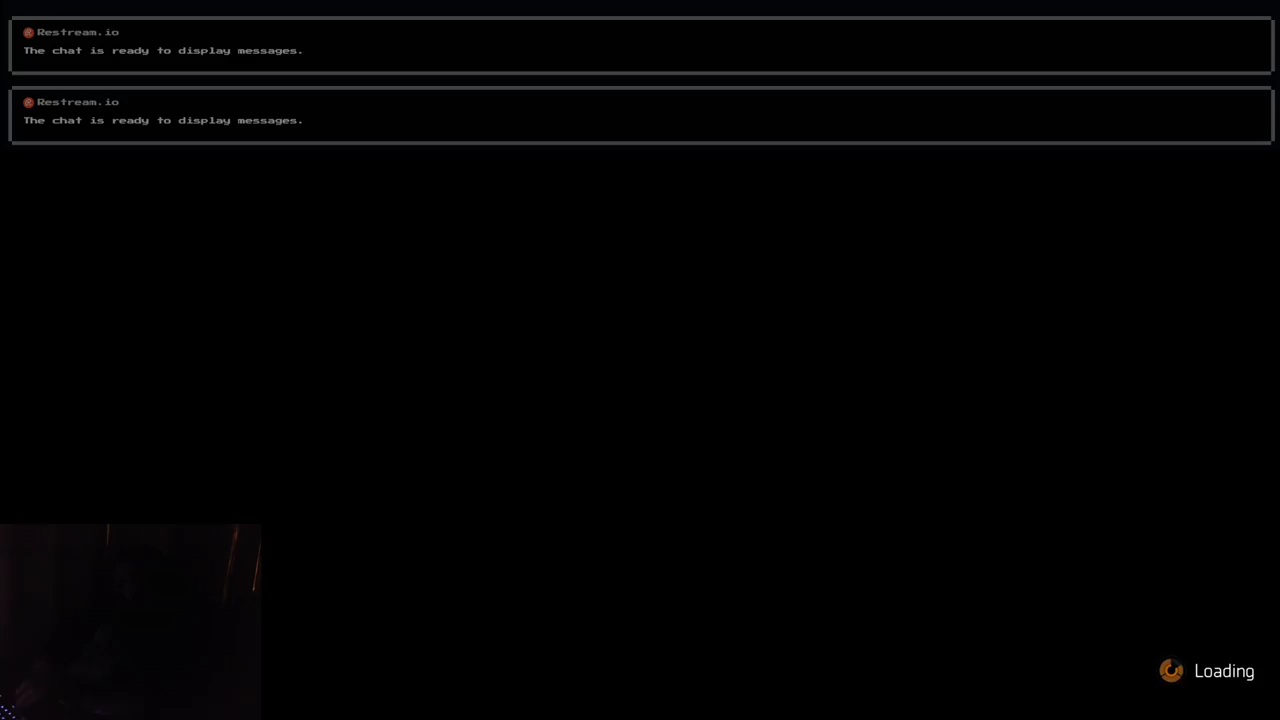 Restream.io
The chat is ready to display messages.
Restream.io
The chat is ready to display messages.
Loading